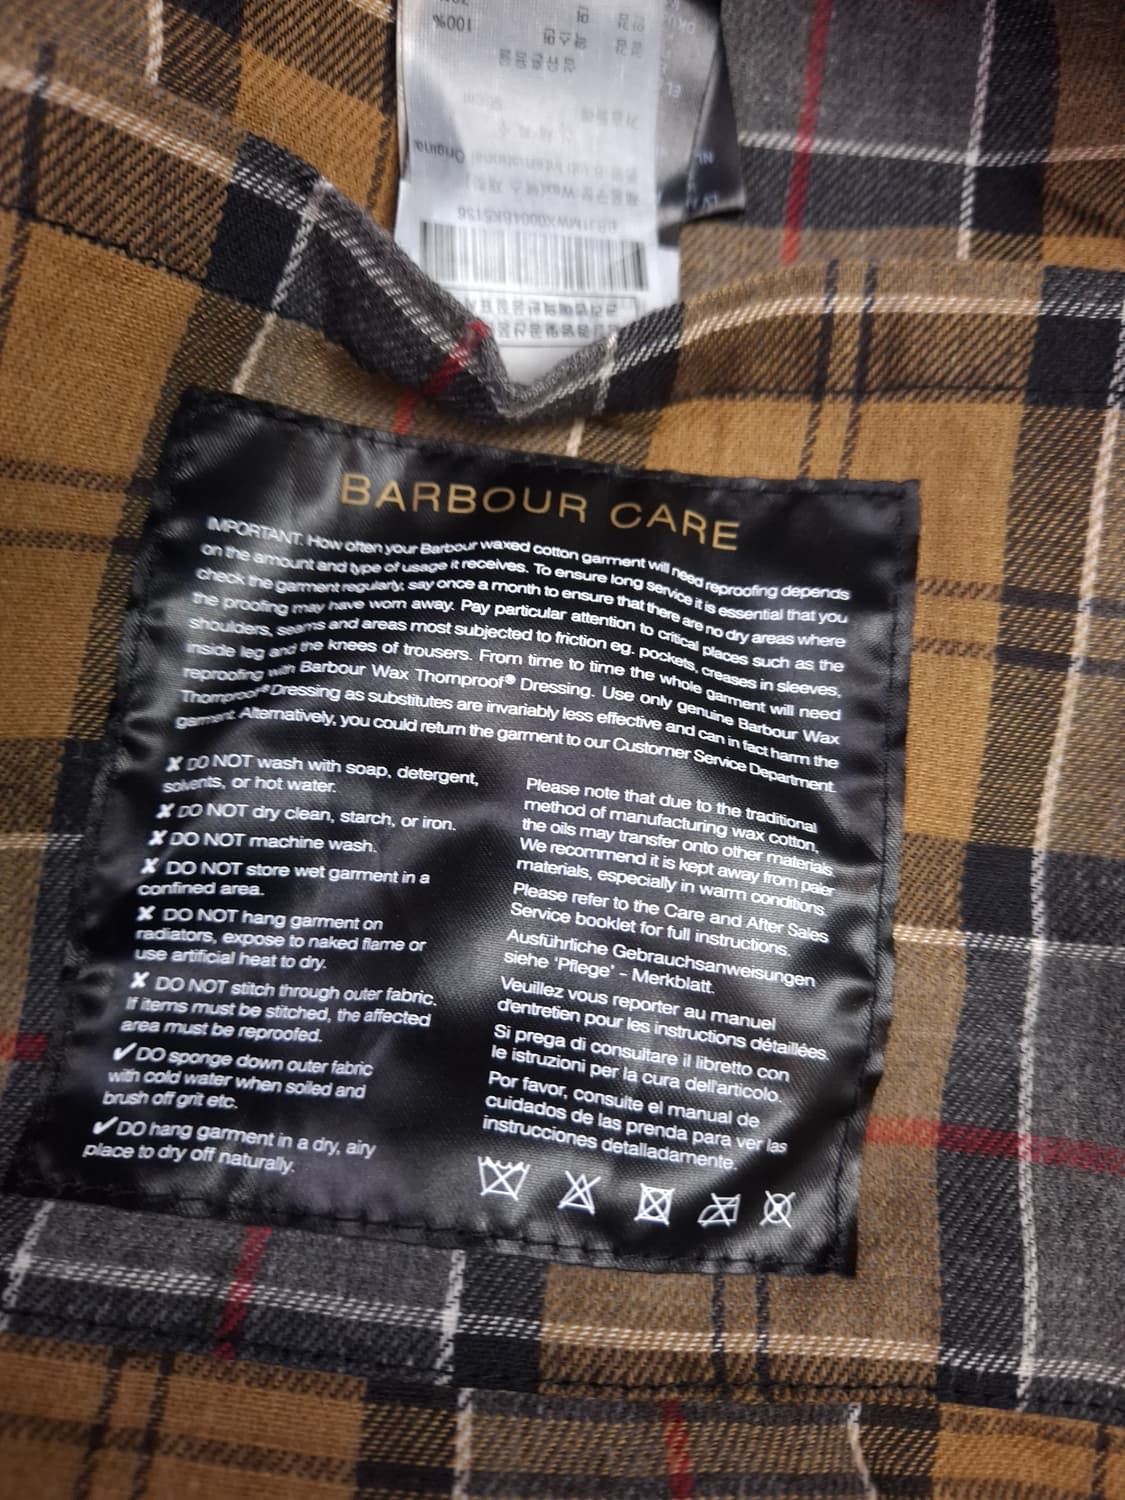 100%
BARBOUR CARE
IMPORTANT. How often your Barbour waxed cotton garment will need reproofing depends
on the amount and type of usage it receives. To ensure long service it is essential that you
check the garment regularly, say once a month to ensure that there are no dry areas where
the proofing may have worn away. Pay particular attention to critical places such as the
shoulders, seams and areas most subjected to friction eg. pockets, creases in sleeves,
inside leg and the knees of trousers. From time to time the whole garment will need
reproofing with Barbour Wax Thornproof® Dressing. Use only genuine Barbour Wax
Thornproof® Dressing as substitutes are invariably less effective and can in fact harm the
garment. Alternatively, you could return the garment to our Customer Service Department.
✘ DO NOT wash with soap, detergent,
solvents, or hot water.
✘ DO NOT dry clean, starch, or iron.
✘ DO NOT machine wash.
✘ DO NOT store wet garment in a
confined area.
✘ DO NOT hang garment on
radiators, expose to naked flame or
use artificial heat to dry.
✘ DO NOT stitch through outer fabric.
If items must be stitched, the affected
area must be reproofed.
✔ DO sponge down outer fabric
with cold water when soiled and
brush off grit etc.
✔ DO hang garment in a dry, airy
place to dry off naturally.
Please note that due to the traditional
method of manufacturing wax cotton,
the oils may transfer onto other materials.
We recommend it is kept away from paler
materials, especially in warm conditions.
Please refer to the Care and After Sales
Service booklet for full instructions.
Ausführliche Gebrauchsanweisungen
siehe 'Pflege' - Merkblatt.
Veuillez vous reporter au manuel
d'entretien pour les instructions détaillées.
Si prega di consultare il libretto con
le istruzioni per la cura dell'articolo.
Por favor, consulte el manual de
cuidados de las prenda para ver las
instrucciones detalladamente.